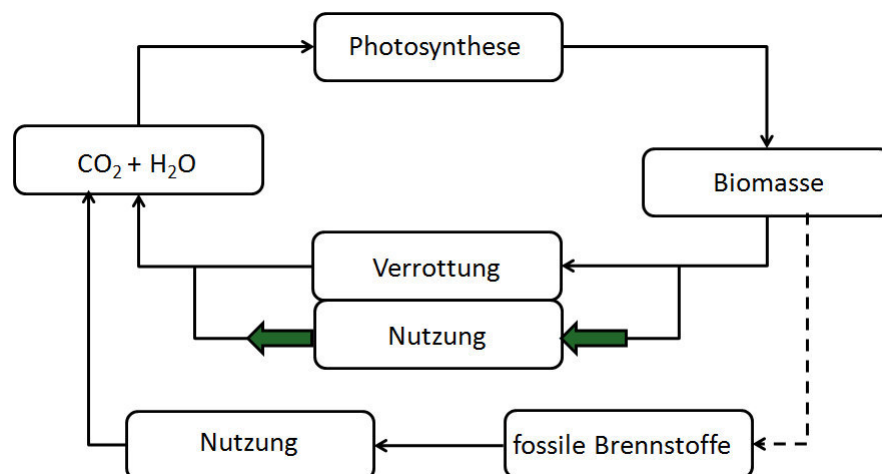 Photosynthese
CO₂ + H₂O
Biomasse
Verrottung
Nutzung
Nutzung
fossile Brennstoffe